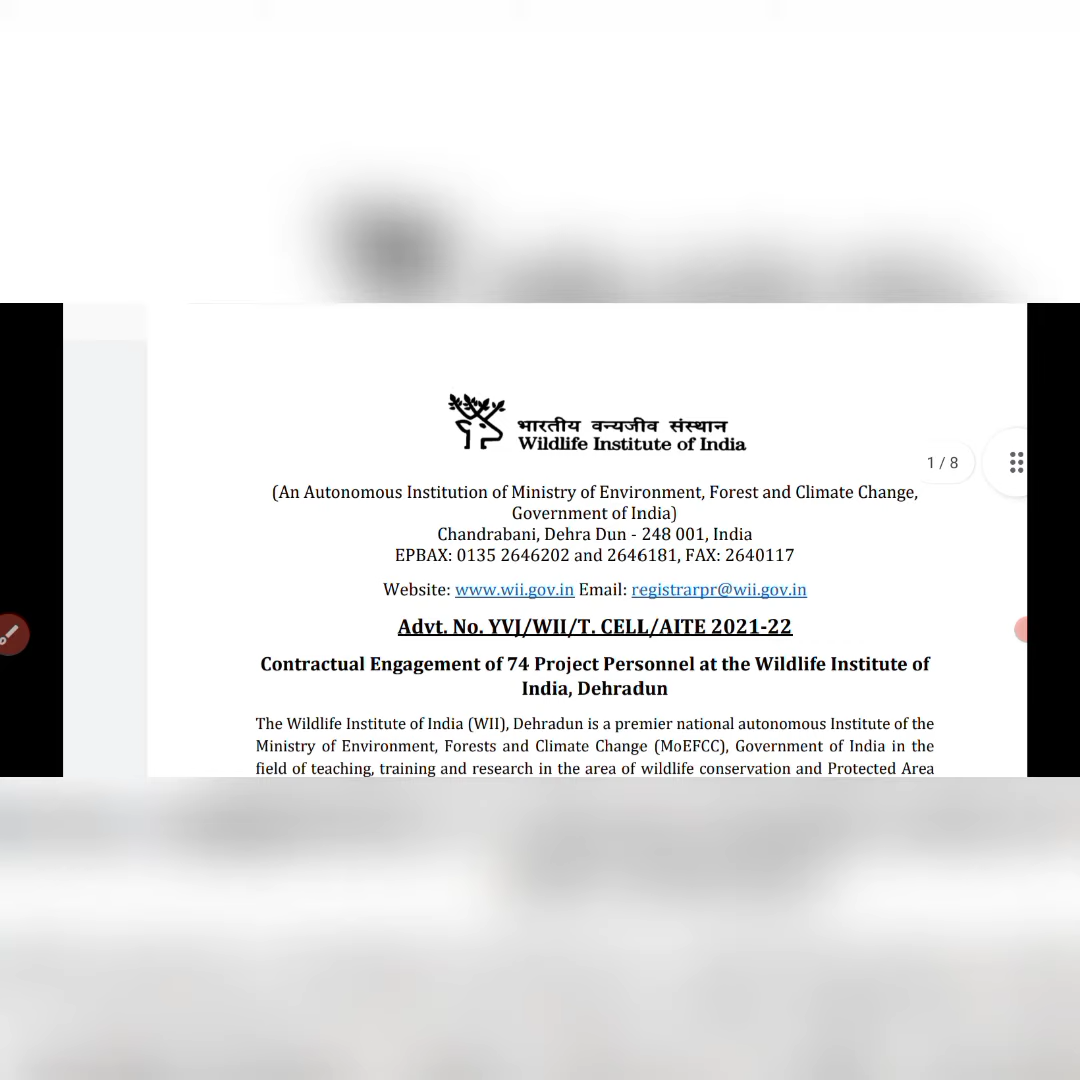 भारतीय वन्यजीव संस्थान
Wildlife Institute of India
1 / 8
(An Autonomous Institution of Ministry of Environment, Forest and Climate Change,
Government of India)
Chandrabani, Dehra Dun - 248 001, India
EPBAX: 0135 2646202 and 2646181, FAX: 2640117
Website: www.wii.gov.in Email: registrarpr@wii.gov.in
Advt. No. YVJ/WII/T. CELL/AITE 2021-22
Contractual Engagement of 74 Project Personnel at the Wildlife Institute of
India, Dehradun
The Wildlife Institute of India (WII), Dehradun is a premier national autonomous Institute of the
Ministry of Environment, Forests and Climate Change (MoEFCC), Government of India in the
field of teaching, training and research in the area of wildlife conservation and Protected Area